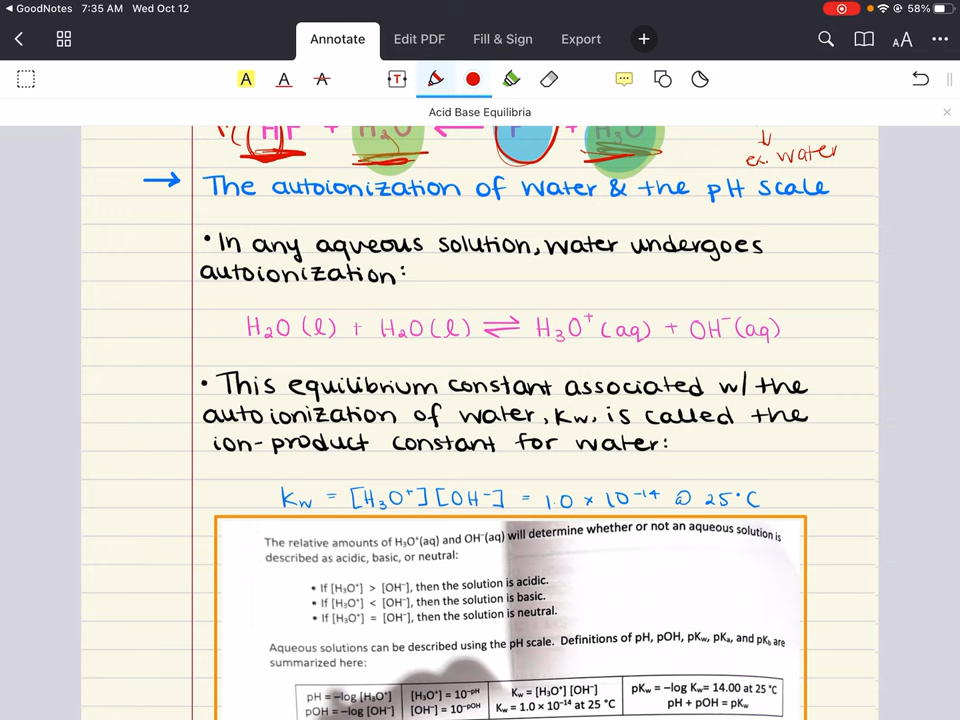 GoodNotes 7:35 AM Wed Oct 12 58%
Annotate Edit PDF Fill & Sign Export
Acid Base Equilibria
HF + H₂O ⇌ F + H₃O
ex. water
→ The autoionization of water & the pH scale
• In any aqueous solution, water undergoes
autoionization:
H₂O (l) + H₂O (l) ⇌ H₃O⁺ (aq) + OH⁻ (aq)
• This equilibrium constant associated w/ the
autoionization of water, Kw, is called the
ion-product constant for water:
Kw = [H₃O⁺][OH⁻] = 1.0 × 10⁻¹⁴ @ 25°C
The relative amounts of H₃O⁺(aq) and OH⁻(aq) will determine whether or not an aqueous solution is
described as acidic, basic, or neutral:
• If [H₃O⁺] > [OH⁻], then the solution is acidic.
• If [H₃O⁺] < [OH⁻], then the solution is basic.
• If [H₃O⁺] = [OH⁻], then the solution is neutral.
Aqueous solutions can be described using the pH scale. Definitions of pH, pOH, pKw, pKₐ, and pK_b are
summarized here:
pH = −log [H₃O⁺] [H₃O⁺] = 10^−pH Kw = [H₃O⁺] [OH⁻] pKw = −log Kw= 14.00 at 25 °C
pOH = −log [OH⁻] [OH⁻] = 10^−pOH Kw = 1.0 × 10⁻¹⁴ at 25 °C pH + pOH = pKw